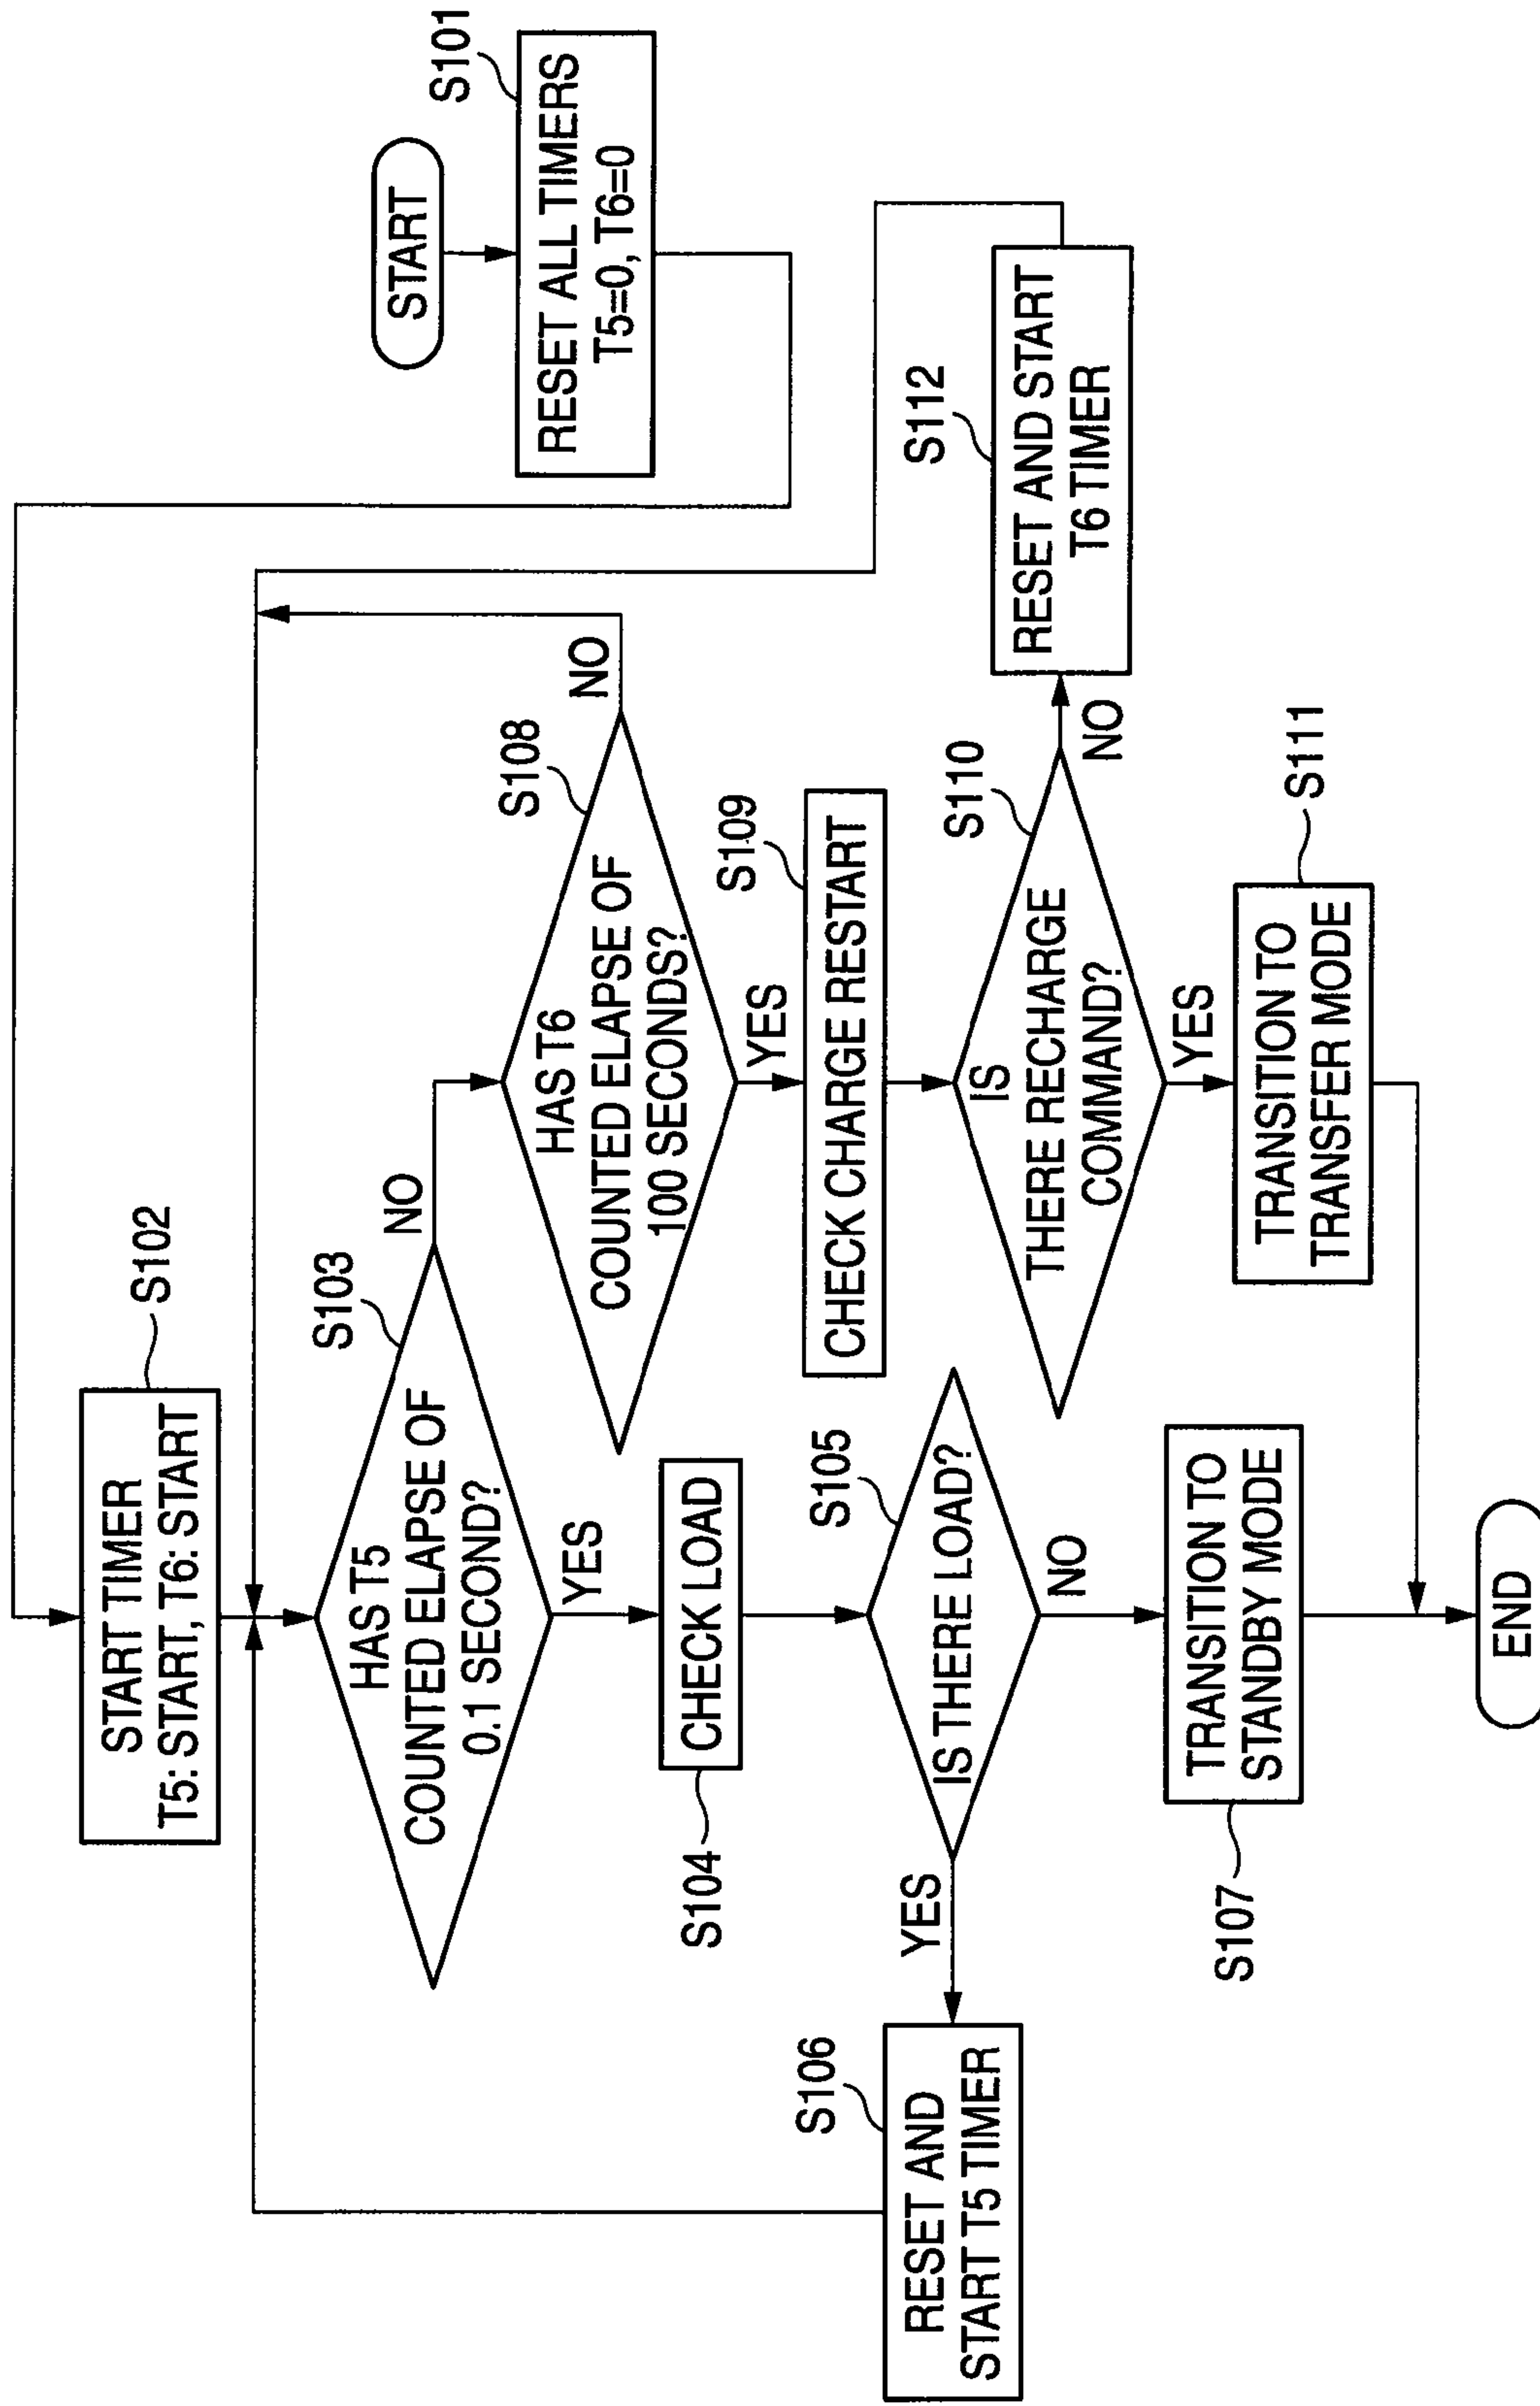 START
S101
RESET ALL TIMERS
T5=0, T6=0
S102
START TIMER
T5: START, T6: START
S103
HAS T5
COUNTED ELAPSE OF
0.1 SECOND?
NO
YES
S104
CHECK LOAD
S105
IS THERE LOAD?
YES
NO
S106
RESET AND
START T5 TIMER
S107
TRANSITION TO
STANDBY MODE
S108
HAS T6
COUNTED ELAPSE OF
100 SECONDS?
NO
YES
S109
CHECK CHARGE RESTART
S110
IS
THERE RECHARGE
COMMAND?
NO
YES
S111
TRANSITION TO
TRANSFER MODE
S112
RESET AND START
T6 TIMER
END